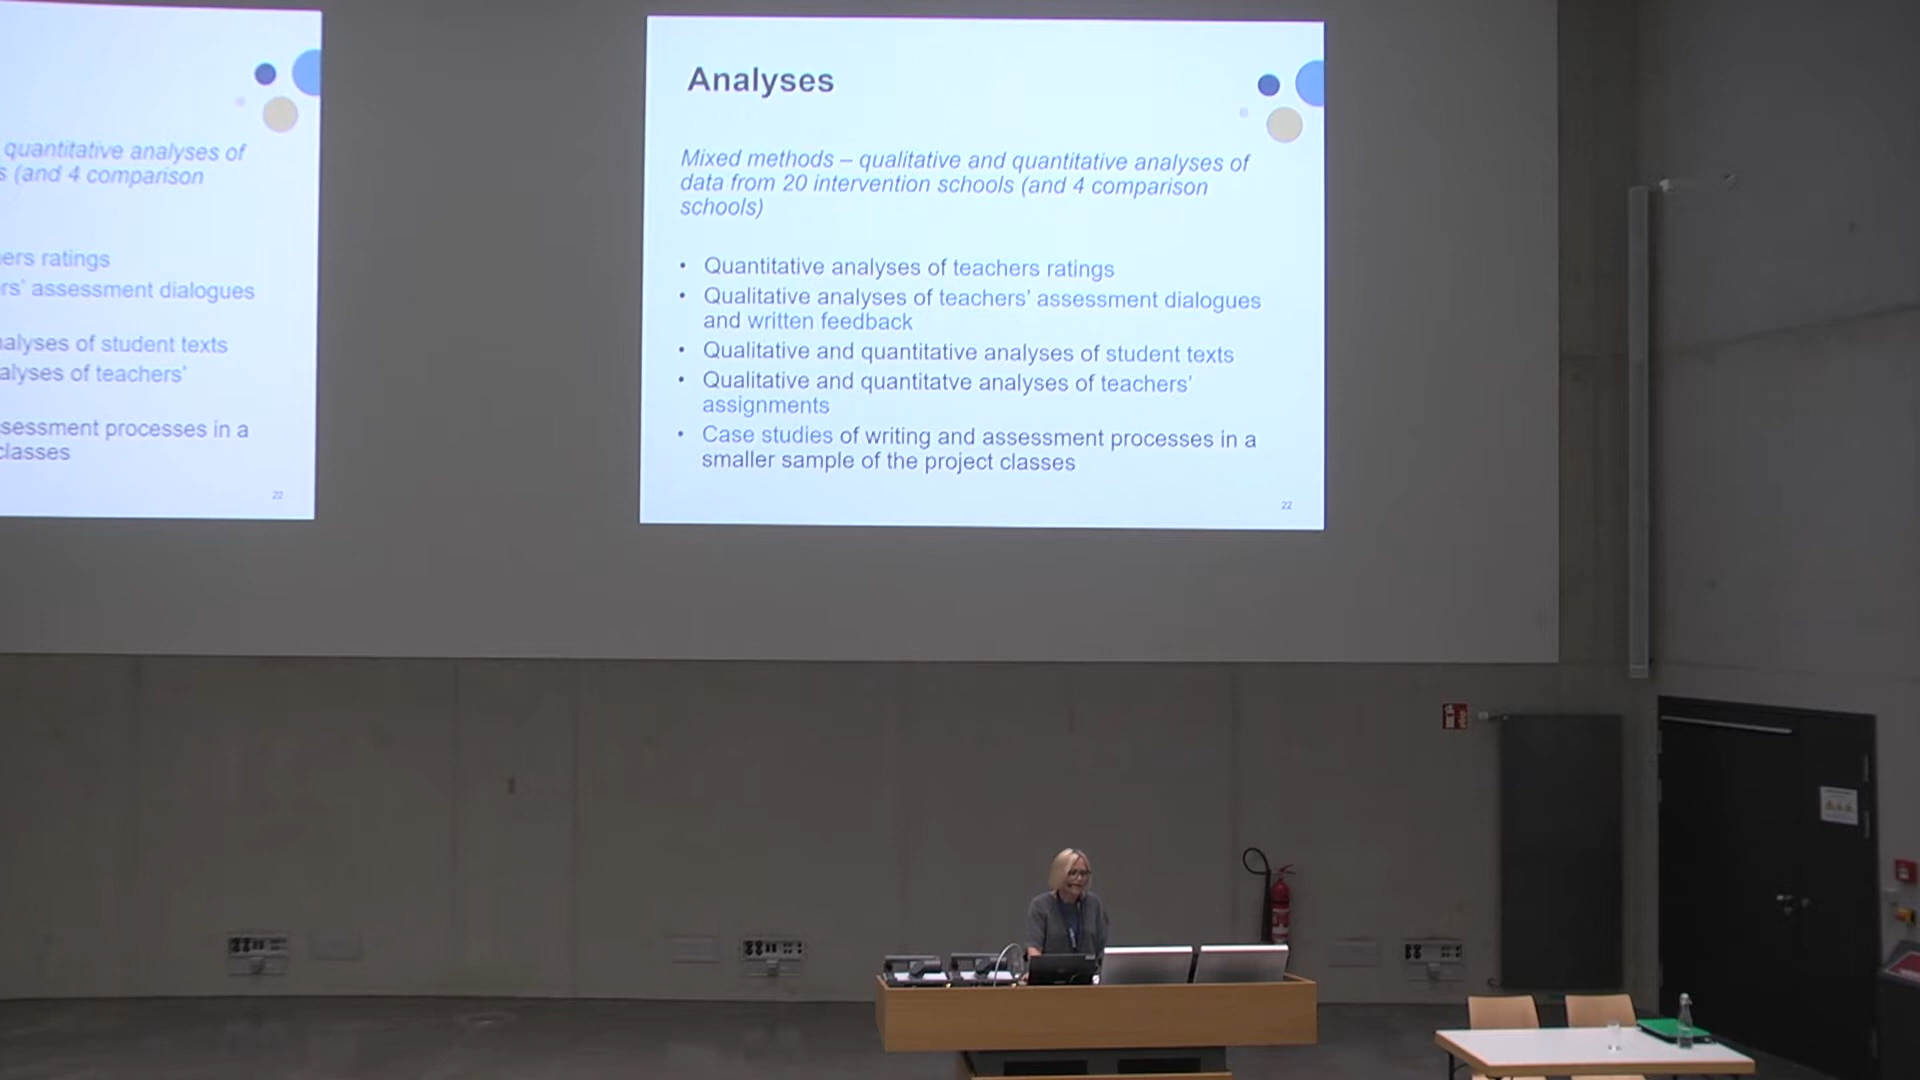 quantitative analyses of
s (and 4 comparison
ers ratings
rs' assessment dialogues
alyses of student texts
alyses of teachers'
sessment processes in a
classes
22
Analyses
Mixed methods – qualitative and quantitative analyses of
data from 20 intervention schools (and 4 comparison
schools)
• Quantitative analyses of teachers ratings
• Qualitative analyses of teachers' assessment dialogues
and written feedback
• Qualitative and quantitative analyses of student texts
• Qualitative and quantitatve analyses of teachers'
assignments
• Case studies of writing and assessment processes in a
smaller sample of the project classes
22